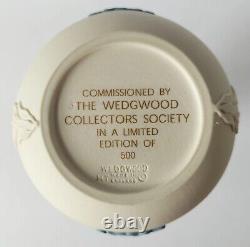 COMMISSIONED BY
THE WEDGWOOD
COLLECTORS SOCIETY
IN A LIMITED
EDITION OF
500
WEDGWOOD